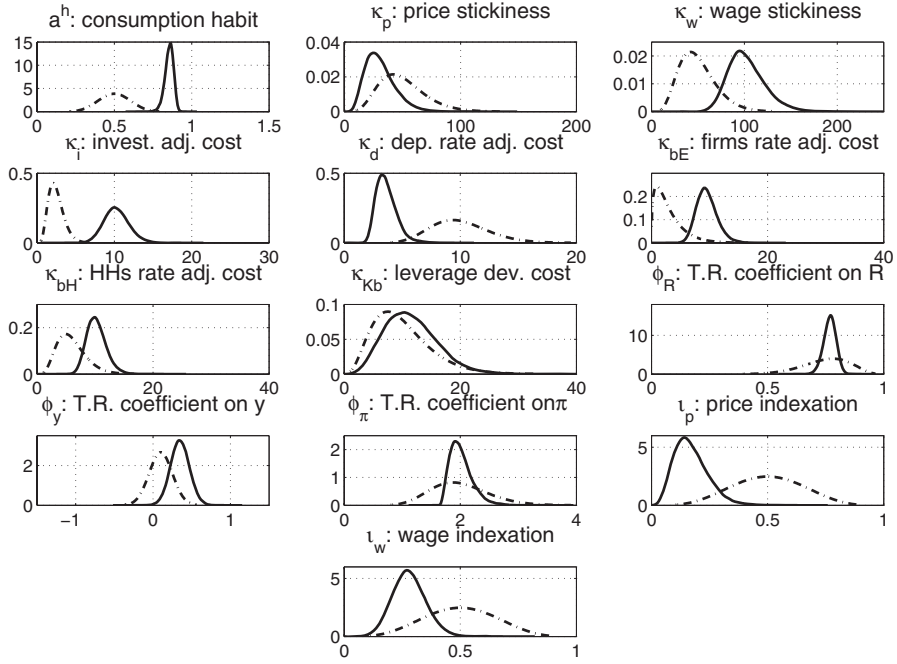 a^h: consumption habit
κ_p: price stickiness
κ_w: wage stickiness
15
10
5
0
0 0.5 1 1.5
0.04
0.02
0
0 100 200
0.02
0.01
0
0 100 200
κ_i: invest. adj. cost
κ_d: dep. rate adj. cost
κ_bE: firms rate adj. cost
0.5
0
0 10 20 30
0.5
0
0 5 10 15 20
0.2
0.1
0
0 20 40
κ_bH: HHs rate adj. cost
κ_Kb: leverage dev. cost
ϕ_R: T.R. coefficient on R
0.2
0
0 20 40
0.1
0.05
0
0 20 40
10
0
0 0.5 1
ϕ_y: T.R. coefficient on y
ϕ_π: T.R. coefficient onπ
ι_p: price indexation
2
0
−1 0 1
2
1
0
0 2 4
5
0
0 0.5 1
ι_w: wage indexation
5
0
0 0.5 1